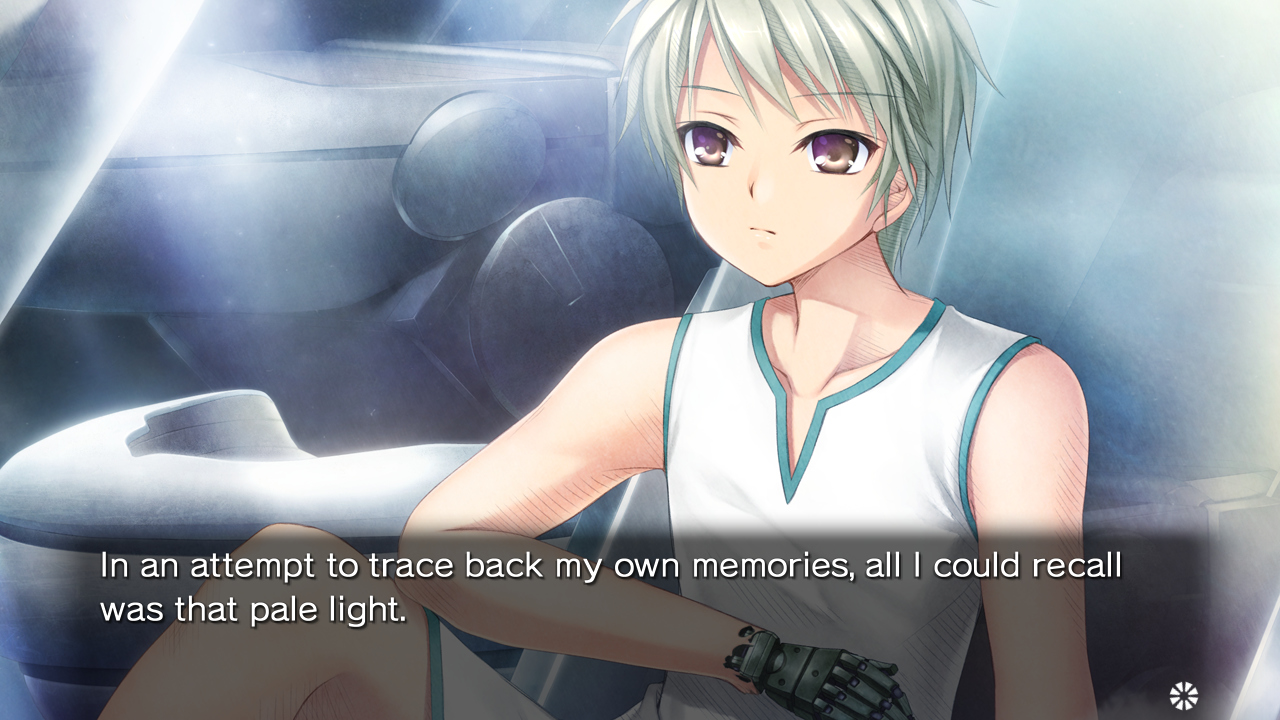 In an attempt to trace back my own memories, all I could recall
was that pale light.